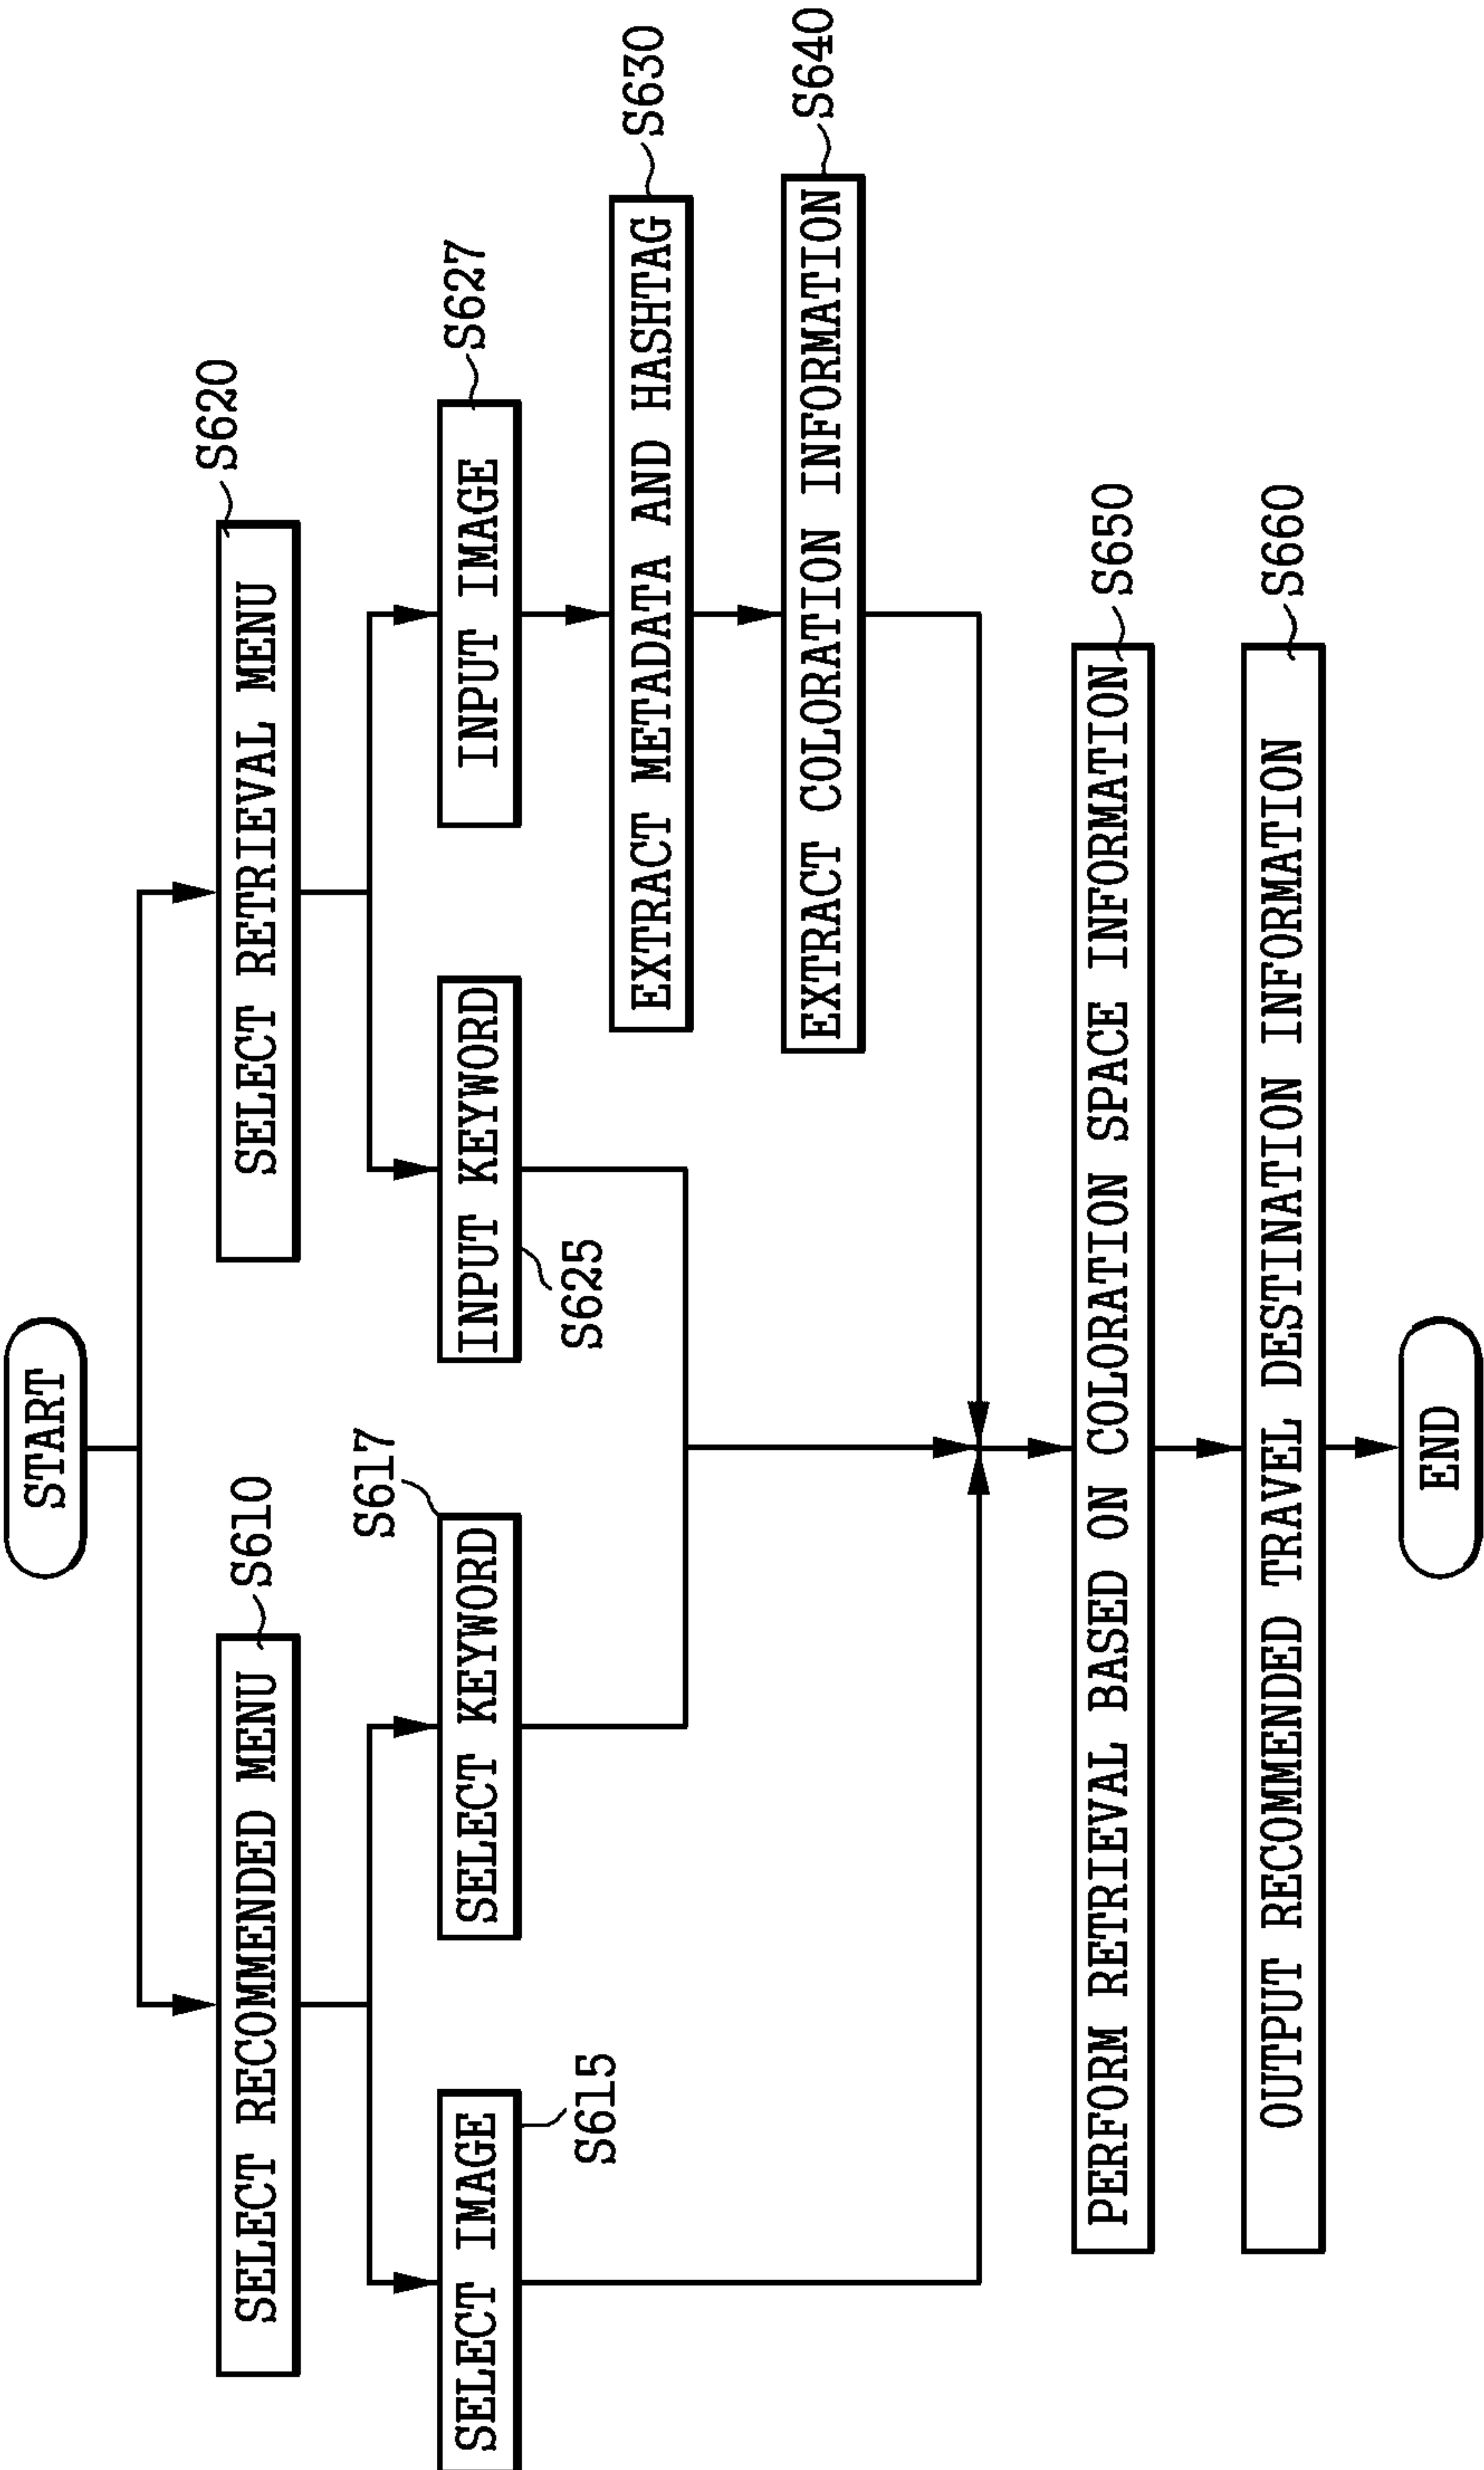 START
SELECT RECOMMENDED MENU
S610
SELECT RETRIEVAL MENU
S620
SELECT IMAGE
S615
SELECT KEYWORD
S617
INPUT KEYWORD
S625
INPUT IMAGE
S627
EXTRACT METADATA AND HASHTAG
S630
EXTRACT COLORATION INFORMATION
S640
PERFORM RETRIEVAL BASED ON COLORATION SPACE INFORMATION
S650
OUTPUT RECOMMENDED TRAVEL DESTINATION INFORMATION
S660
END